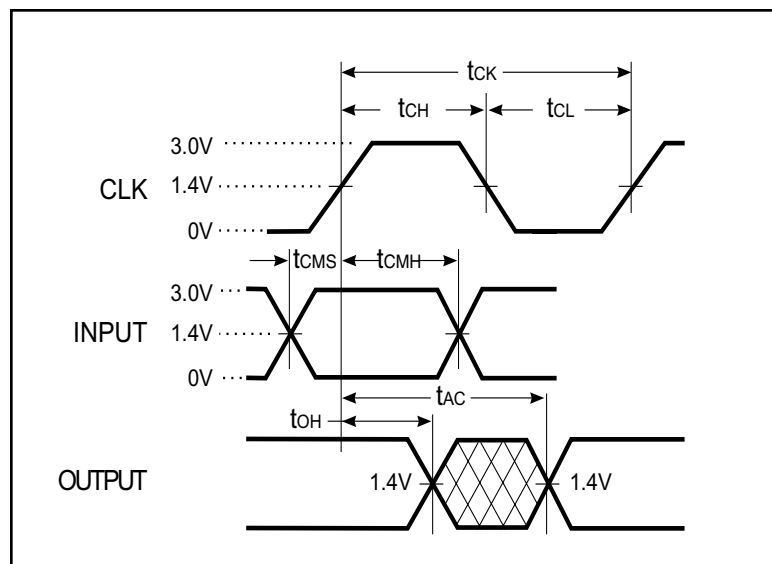 tCK
tCH tCL
3.0V
CLK 1.4V
0V
tCMS tCMH
3.0V
INPUT 1.4V
0V
tAC
tOH
OUTPUT 1.4V 1.4V